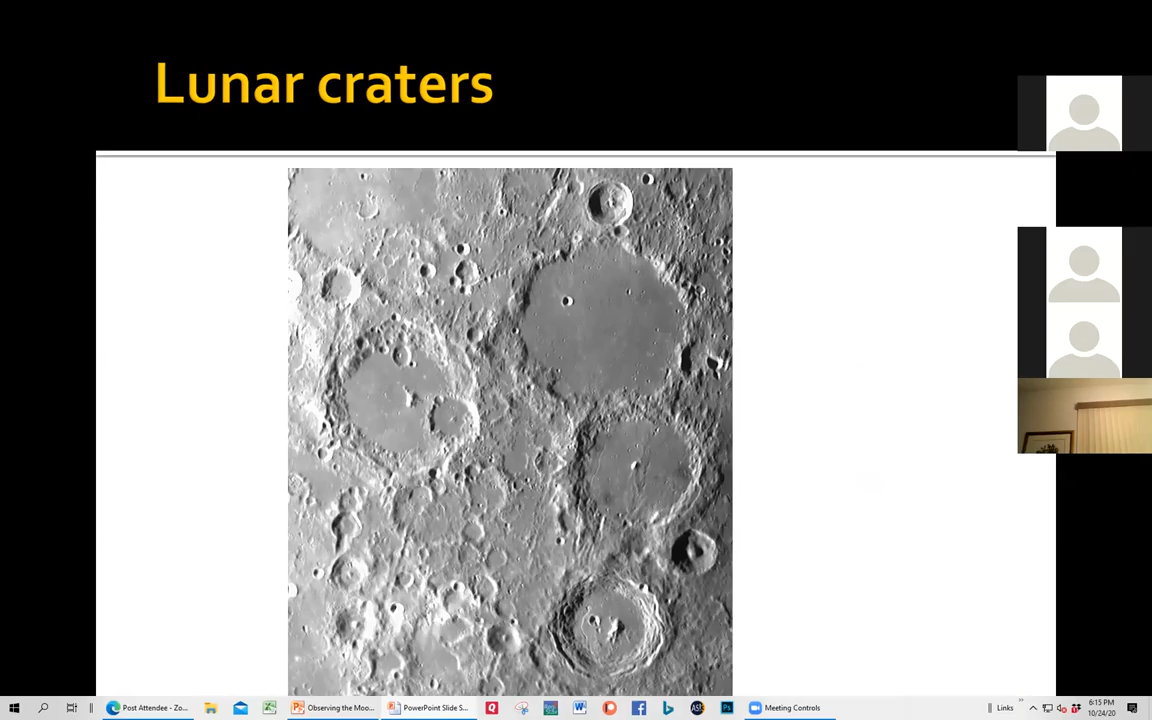 Lunar craters
Post Attendee - Zo...
Observing the Moo...
PowerPoint Slide S...
Meeting Controls
Links
6:15 PM
10/24/20